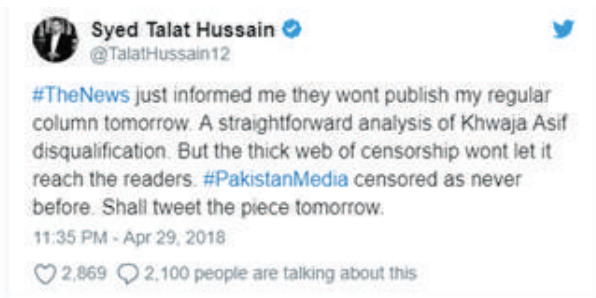 Syed Talat Hussain
@TalatHussain12
#TheNews just informed me they wont publish my regular
column tomorrow. A straightforward analysis of Khwaja Asif
disqualification. But the thick web of censorship wont let it
reach the readers. #PakistanMedia censored as never
before. Shall tweet the piece tomorrow.
11:35 PM - Apr 29, 2018
2,869 2,100 people are talking about this